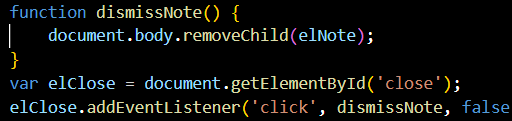 function dismissNote() {
    document.body.removeChild(elNote);
}
var elClose = document.getElementById('close');
elClose.addEventListener('click', dismissNote, false